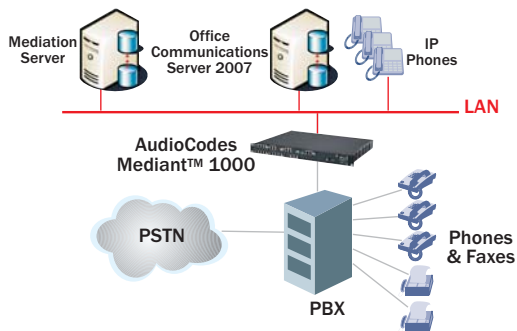 Mediation
Server
Office
Communications
Server 2007
IP
Phones
LAN
AudioCodes
Mediant™ 1000
PSTN
Phones
& Faxes
PBX